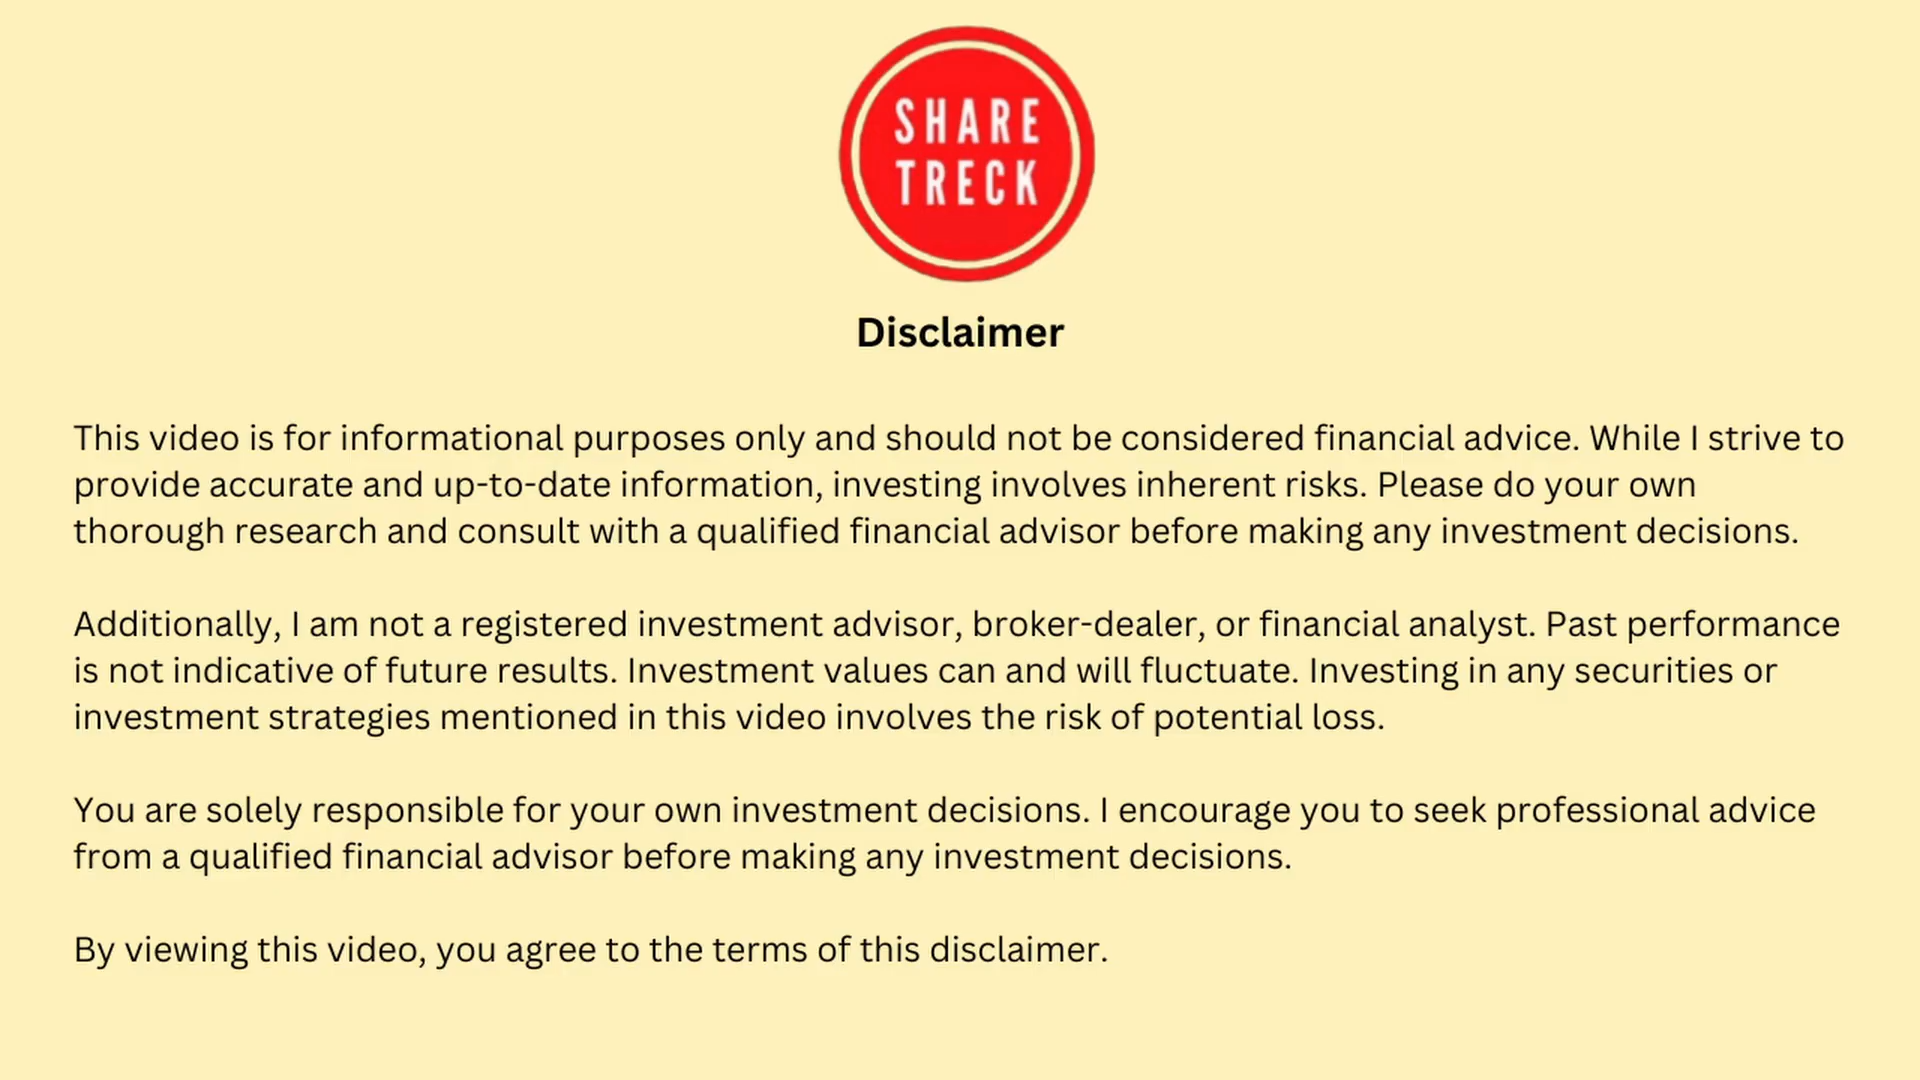 SHARE
TRECK
Disclaimer
This video is for informational purposes only and should not be considered financial advice. While I strive to
provide accurate and up-to-date information, investing involves inherent risks. Please do your own
thorough research and consult with a qualified financial advisor before making any investment decisions.
Additionally, I am not a registered investment advisor, broker-dealer, or financial analyst. Past performance
is not indicative of future results. Investment values can and will fluctuate. Investing in any securities or
investment strategies mentioned in this video involves the risk of potential loss.
You are solely responsible for your own investment decisions. I encourage you to seek professional advice
from a qualified financial advisor before making any investment decisions.
By viewing this video, you agree to the terms of this disclaimer.